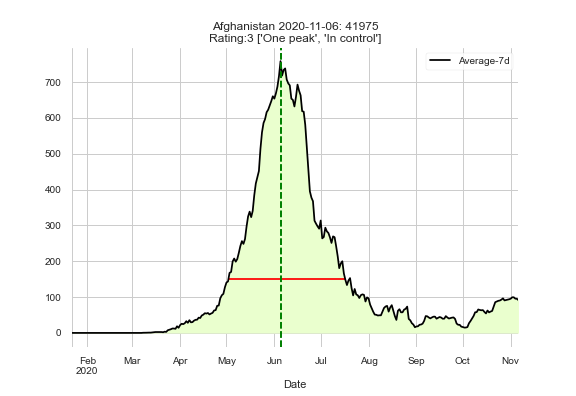 Afghanistan 2020-11-06: 41975
Rating:3 ['One peak', 'In control']
Average-7d
700
600
500
400
300
200
100
0
Feb Mar Apr May Jun Jul Aug Sep Oct Nov
2020
Date